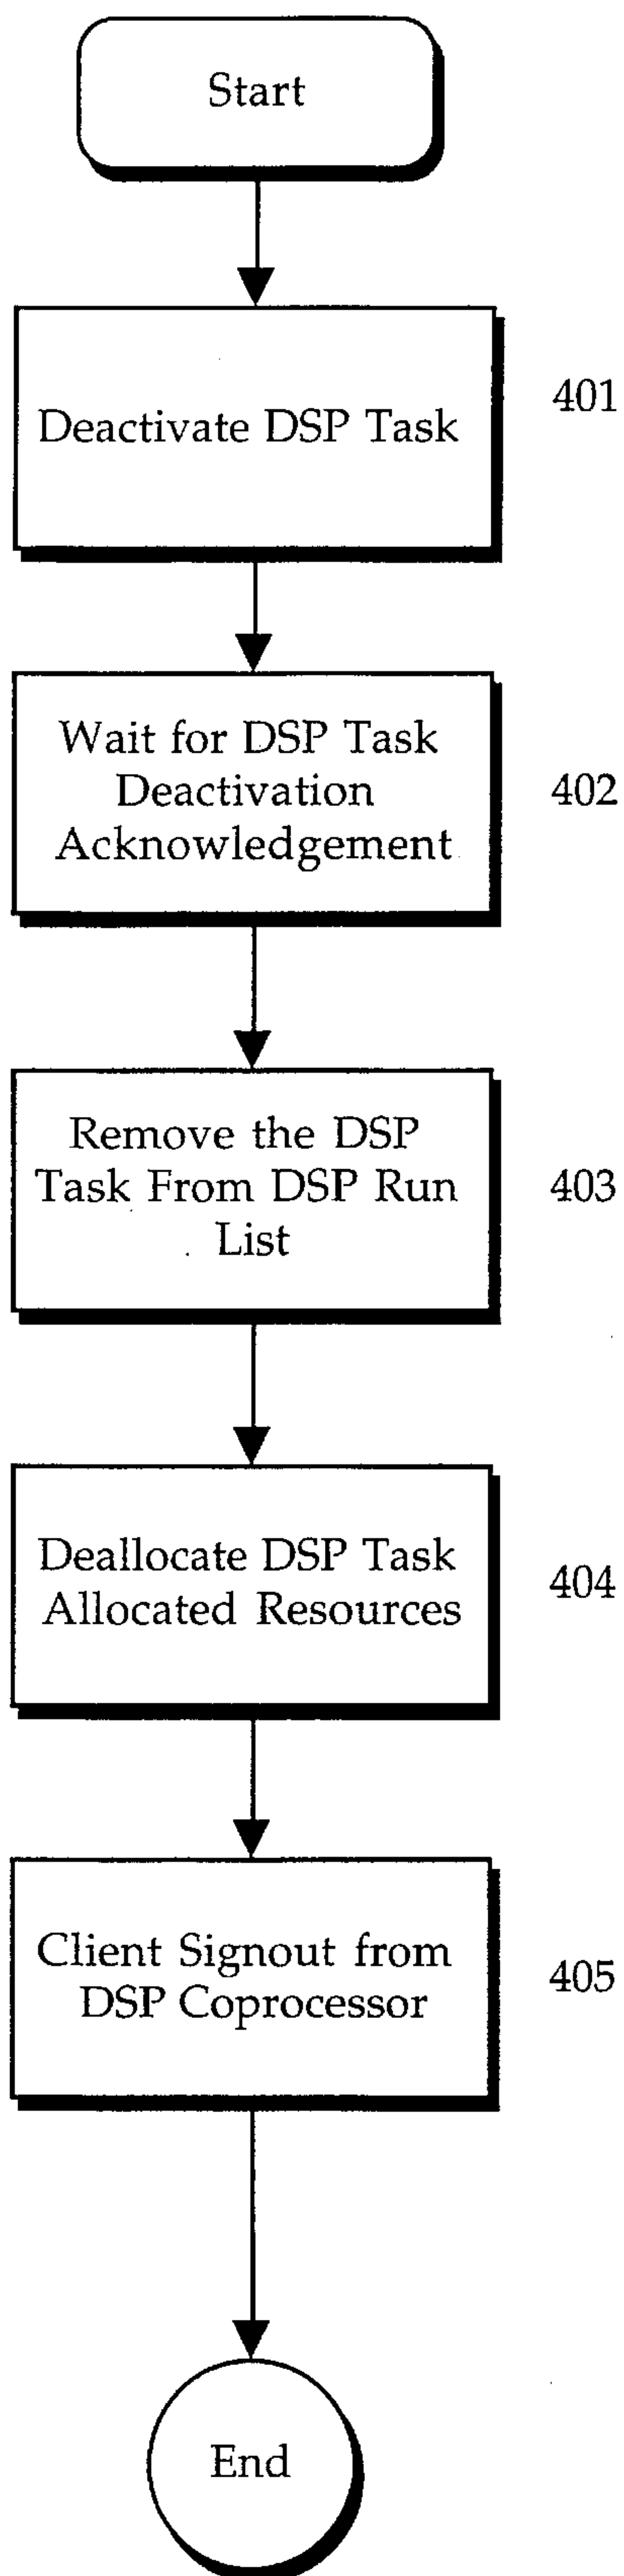 Start
Deactivate DSP Task
401
Wait for DSP Task
Deactivation
Acknowledgement
402
Remove the DSP
Task From DSP Run
List
403
Deallocate DSP Task
Allocated Resources
404
Client Signout from
DSP Coprocessor
405
End